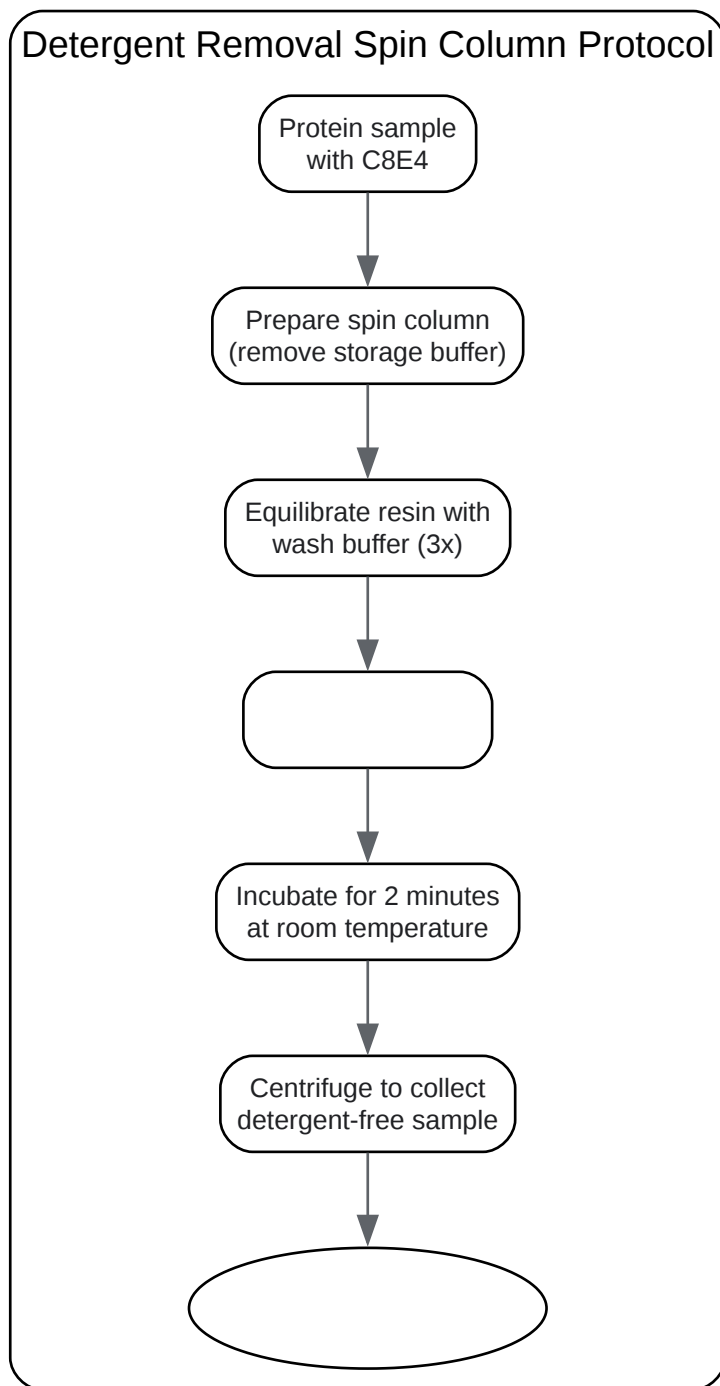 Detergent Removal Spin Column Protocol
Protein sample
with C8E4
Prepare spin column
(remove storage buffer)
Equilibrate resin with
wash buffer (3x)
Incubate for 2 minutes
at room temperature
Centrifuge to collect
detergent-free sample